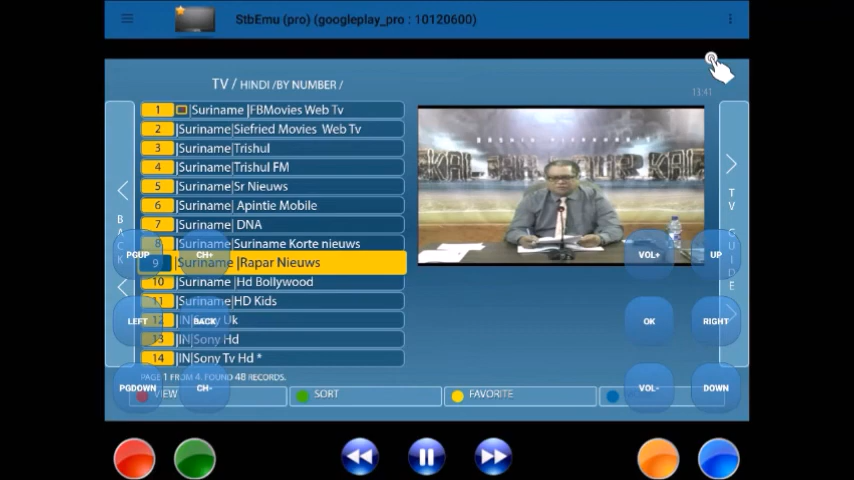 StbEmu (pro) (googleplay_pro : 10120600)
TV / HINDI /BY NUMBER /
13:41
1 |Suriname |FBMovies Web Tv
2 |Suriname|Siefried Movies Web Tv
3 |Suriname|Trishul
4 |Suriname|Trishul FM
5 |Suriname|Sr Nieuws
6 |Suriname| Apintie Mobile
7 |Suriname| DNA
8 |Suriname|Suriname Korte nieuws
9 |Suriname |Rapar Nieuws
10 |Suriname|Hd Bollywood
11 |Suriname|HD Kids
12 |IN|Sony Uk
13 |IN|Sony Hd
14 |IN|Sony Tv Hd *
PAGE 1 FROM 4. FOUND 48 RECORDS.
VIEW
SORT
FAVORITE
BACK
TV GUIDE
PGUP
CH+
VOL+
UP
LEFT
BACK
OK
RIGHT
PGDOWN
CH-
VOL-
DOWN